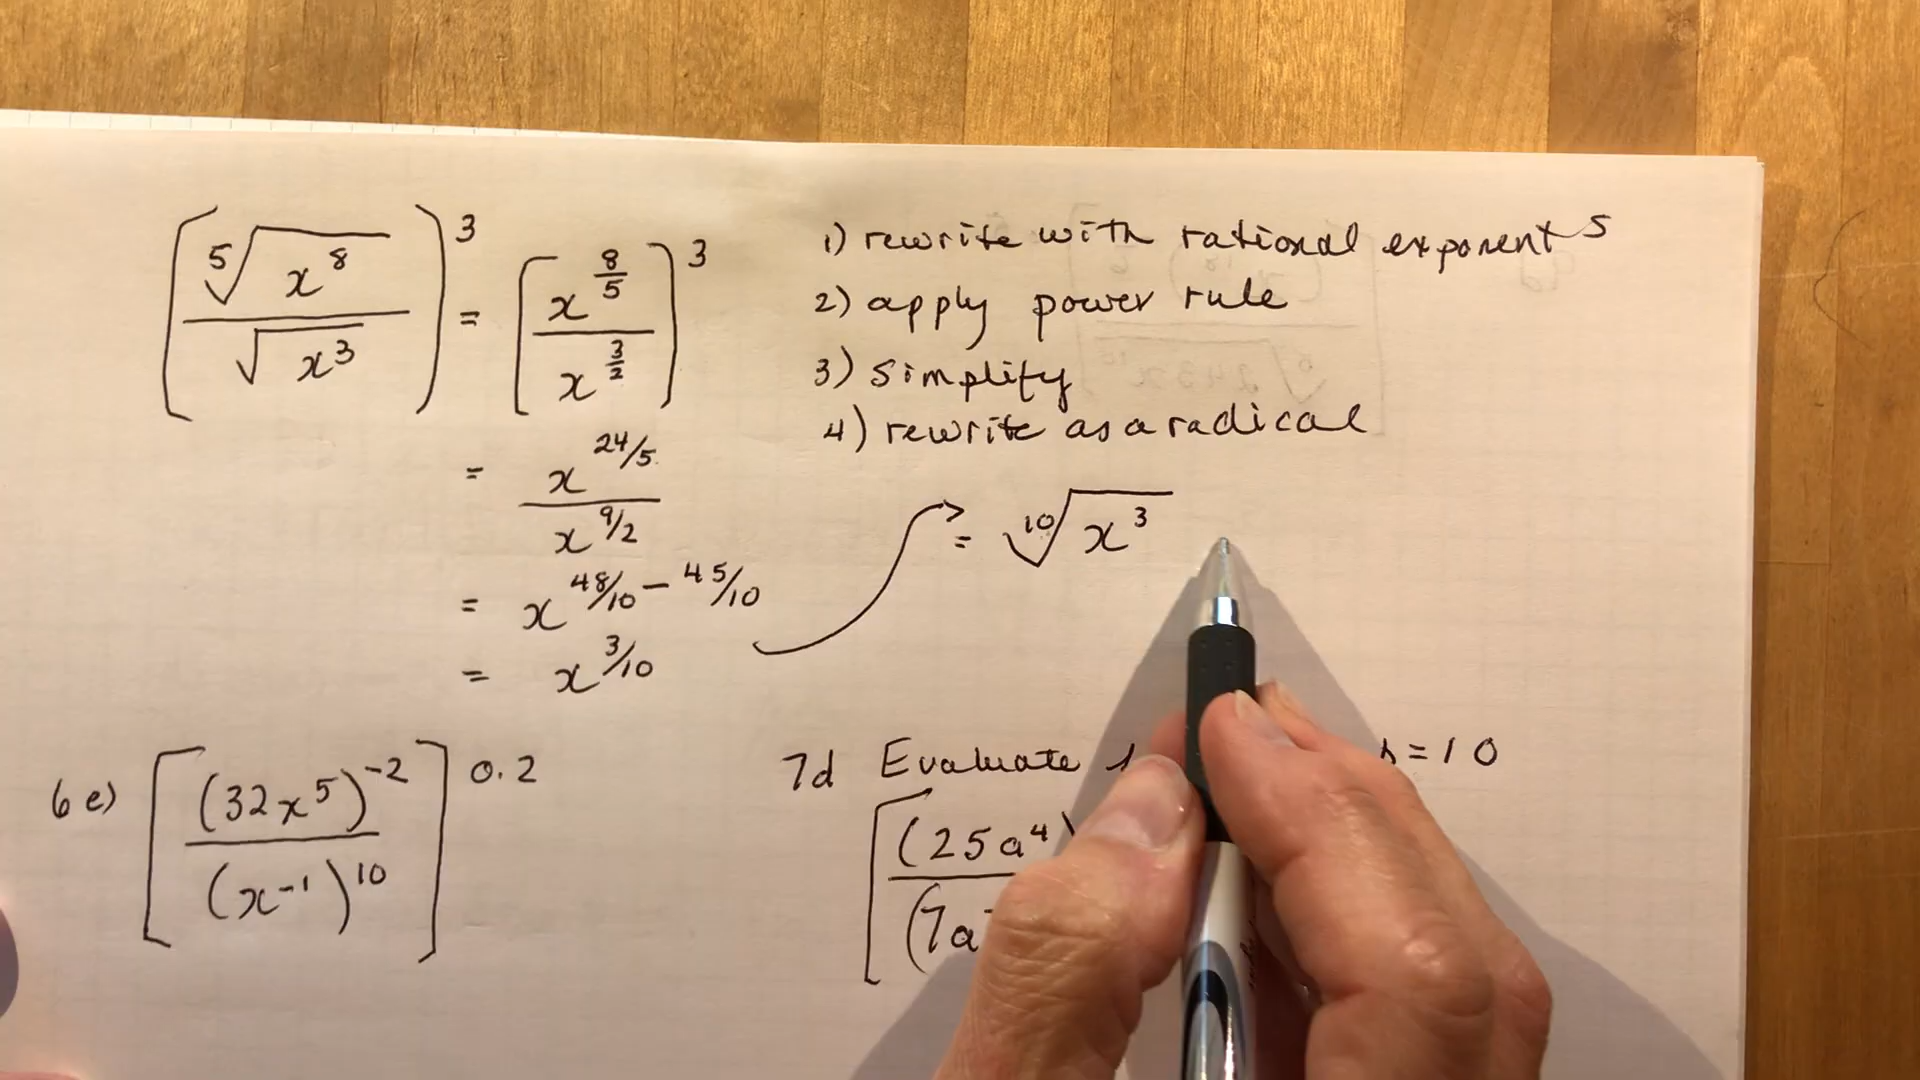 (⁵√x⁸ / √x³)³ = [x^(8/5) / x^(3/2)]³
= x^(24/5) / x^(9/2)
= x^(48/10 - 45/10)
= x^(3/10)
1) rewrite with rational exponents
2) apply power rule
3) simplify
4) rewrite as a radical
= ¹⁰√x³
6e) [(32x⁵)⁻² / (x⁻¹)¹⁰]^0.2
7d Evaluate =10
[(25a⁴) / (7a